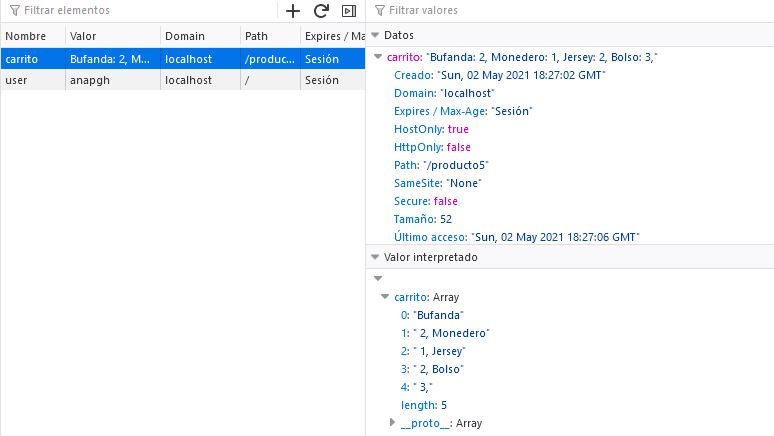 Filtrar elementos
Nombre Valor Domain Path Expires / Ma
carrito Bufanda: 2, M... localhost /produc... Sesión
user anapgh localhost / Sesión
Filtrar valores
Datos
carrito: "Bufanda: 2, Monedero: 1, Jersey: 2, Bolso: 3,"
Creado: "Sun, 02 May 2021 18:27:02 GMT"
Domain: "localhost"
Expires / Max-Age: "Sesión"
HostOnly: true
HttpOnly: false
Path: "/producto5"
SameSite: "None"
Secure: false
Tamaño: 52
Último acceso: "Sun, 02 May 2021 18:27:06 GMT"
Valor interpretado
carrito: Array
0: "Bufanda"
1: " 2, Monedero"
2: " 1, Jersey"
3: " 2, Bolso"
4: " 3,"
length: 5
__proto__: Array